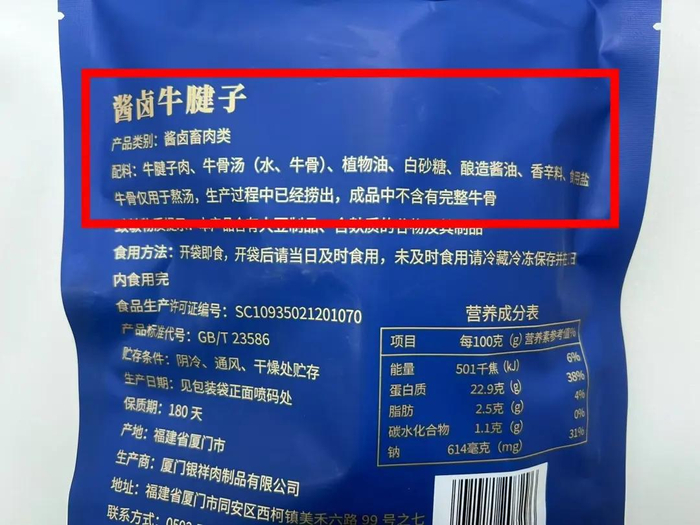 酱卤牛腱子
产品类别：酱卤畜肉类
配料：牛腱子肉、牛骨汤（水、牛骨）、植物油、白砂糖、酿造酱油、香辛料、食用盐
牛骨仅用于熬汤，生产过程中已经捞出，成品中不含有完整牛骨
食用方法：开袋即食，开袋后请当日及时食用，未及时食用请冷藏冷冻保存并在3日
内食用完
食品生产许可证编号：SC10935021201070
产品标准代号：GB/T 23586
贮存条件：阴冷、通风、干燥处贮存
生产日期：见包装袋正面喷码处
保质期：180 天
产地：福建省厦门市
生产商：厦门银祥肉制品有限公司
地址：福建省厦门市同安区西柯镇美禾六路 99 号之七
联系方式：0592
营养成分表
项目 每100克（g） 营养素参考值%
能量 501千焦（kJ） 6%
蛋白质 22.9克（g） 38%
脂肪 2.5克（g） 4%
碳水化合物 1.1克（g） 0%
钠 614毫克（mg） 31%